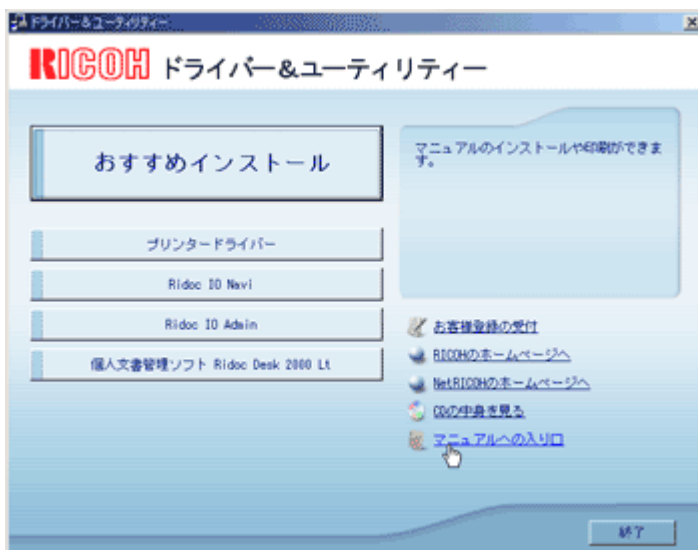 ドライバー&ユーティリティー
RICOH ドライバー&ユーティリティー
おすすめインストール
プリンタードライバー
Ridoc IO Navi
Ridoc IO Admin
個人文書管理ソフト Ridoc Desk 2000 Lt
マニュアルのインストールや印刷ができま
す。
お客様登録の受付
RICOHのホームページへ
NetRICOHのホームページへ
CDの中身を見る
マニュアルへの入り口
終了